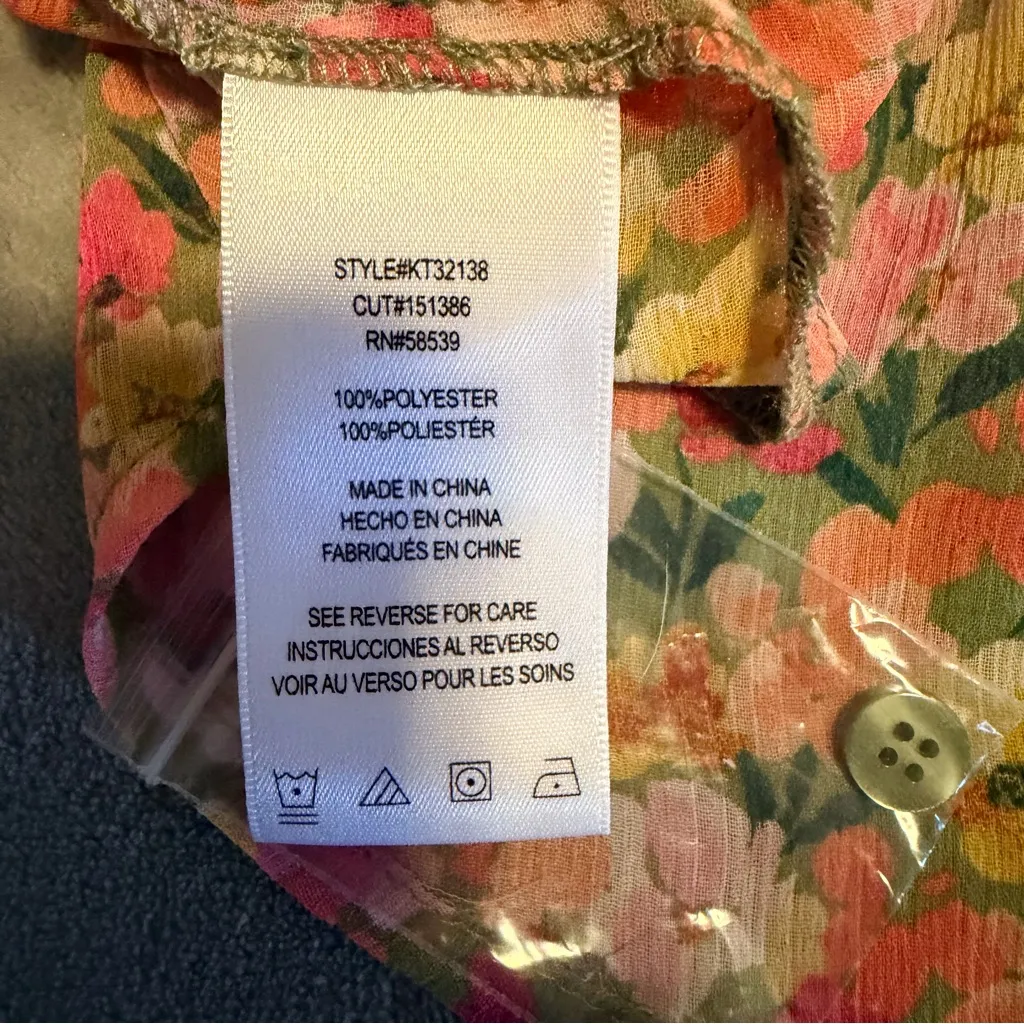 STYLE#KT32138
CUT#151386
RN#58539
100%POLYESTER
100%POLIESTÉR
MADE IN CHINA
HECHO EN CHINA
FABRIQUÉS EN CHINE
SEE REVERSE FOR CARE
INSTRUCCIONES AL REVERSO
VOIR AU VERSO POUR LES SOINS